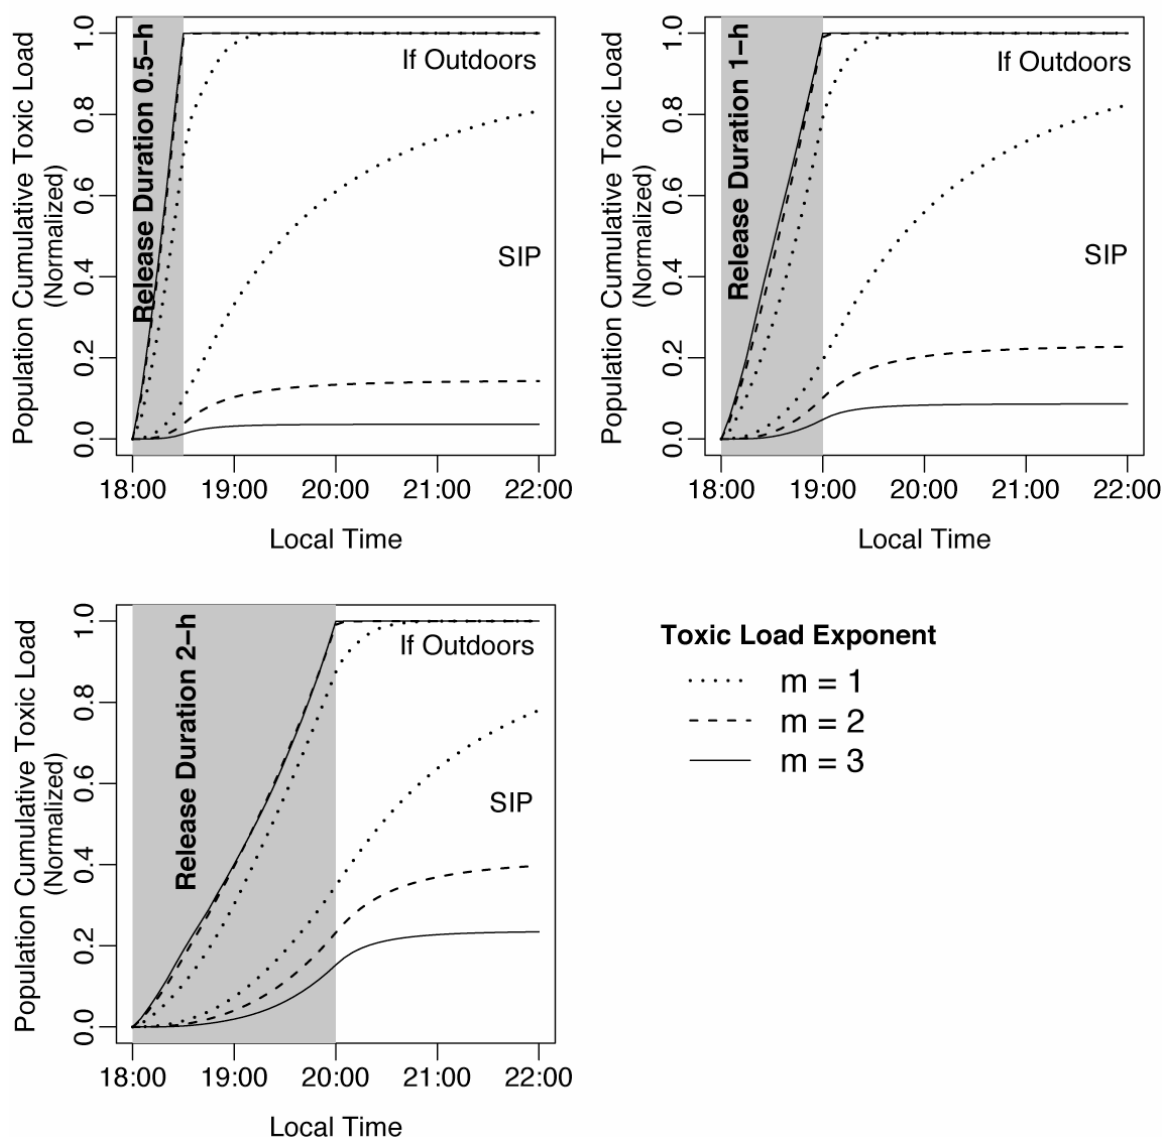 Population Cumulative Toxic Load
(Normalized)
1.0
0.8
0.6
0.4
0.2
0.0
Release Duration 0.5–h
If Outdoors
SIP
18:00 19:00 20:00 21:00 22:00
Local Time
Population Cumulative Toxic Load
(Normalized)
1.0
0.8
0.6
0.4
0.2
0.0
Release Duration 1–h
If Outdoors
SIP
18:00 19:00 20:00 21:00 22:00
Local Time
Population Cumulative Toxic Load
(Normalized)
1.0
0.8
0.6
0.4
0.2
0.0
Release Duration 2–h
If Outdoors
SIP
18:00 19:00 20:00 21:00 22:00
Local Time
Toxic Load Exponent
m = 1
m = 2
m = 3